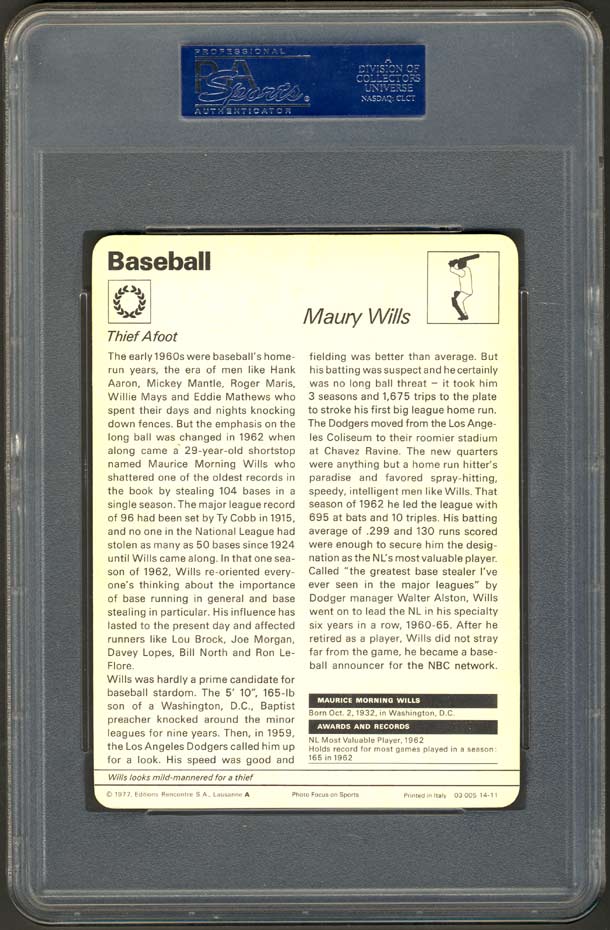 PROFESSIONAL
PSA
Sports®
AUTHENTICATOR
A
DIVISION OF
COLLECTORS
UNIVERSE
NASDAQ: CLCT
Baseball
Maury Wills
Thief Afoot
The early 1960s were baseball's home-
run years, the era of men like Hank
Aaron, Mickey Mantle, Roger Maris,
Willie Mays and Eddie Mathews who
spent their days and nights knocking
down fences. But the emphasis on the
long ball was changed in 1962 when
along came a 29-year-old shortstop
named Maurice Morning Wills who
shattered one of the oldest records in
the book by stealing 104 bases in a
single season. The major league record
of 96 had been set by Ty Cobb in 1915,
and no one in the National League had
stolen as many as 50 bases since 1924
until Wills came along. In that one sea-
son of 1962, Wills re-oriented every-
one's thinking about the importance
of base running in general and base
stealing in particular. His influence has
lasted to the present day and affected
runners like Lou Brock, Joe Morgan,
Davey Lopes, Bill North and Ron Le-
Flore.
Wills was hardly a prime candidate for
baseball stardom. The 5' 10", 165-lb
son of a Washington, D.C., Baptist
preacher knocked around the minor
leagues for nine years. Then, in 1959,
the Los Angeles Dodgers called him up
for a look. His speed was good and
fielding was better than average. But
his batting was suspect and he certainly
was no long ball threat – it took him
3 seasons and 1,675 trips to the plate
to stroke his first big league home run.
The Dodgers moved from the Los Ange-
les Coliseum to their roomier stadium
at Chavez Ravine. The new quarters
were anything but a home run hitter's
paradise and favored spray-hitting,
speedy, intelligent men like Wills. That
season of 1962 he led the league with
695 at bats and 10 triples. His batting
average of .299 and 130 runs scored
were enough to secure him the desig-
nation as the NL's most valuable player.
Called "the greatest base stealer I've
ever seen in the major leagues" by
Dodger manager Walter Alston, Wills
went on to lead the NL in his specialty
six years in a row, 1960-65. After he
retired as a player, Wills did not stray
far from the game, he became a base-
ball announcer for the NBC network.
MAURICE MORNING WILLS
Born Oct. 2, 1932, in Washington, D.C.
AWARDS AND RECORDS
NL Most Valuable Player, 1962
Holds record for most games played in a season:
165 in 1962
Wills looks mild-mannered for a thief
© 1977, Editions Rencontre S.A., Lausanne A Photo Focus on Sports Printed in Italy 03 005 14-11